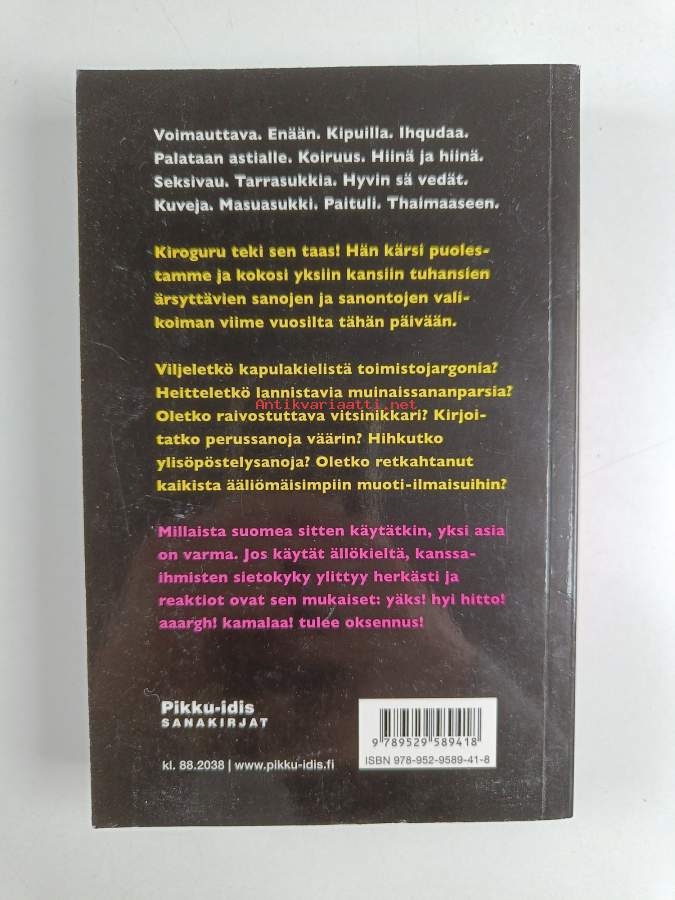 Voimauttava. Enään. Kipuilla. Ihqudaa.
Palataan astialle. Koiruus. Hiinä ja hiinä.
Seksivau. Tarrasukkia. Hyvin sä vedät.
Kuveja. Masuasukki. Paituli. Thaimaaseen.
Kiroguru teki sen taas! Hän kärsi puoles-
tamme ja kokosi yksiin kansiin tuhansien
ärsyttävien sanojen ja sanontojen vali-
koiman viime vuosilta tähän päivään.
Viljeletkö kapulakielistä toimistojargonia?
Heitteletkö lannistavia muinaissananparsia?
Antikvariaatti.net
Oletko raivostuttava vitsinikkari? Kirjoi-
tatko perussanoja väärin? Hihkutko
ylisöpöstelysanoja? Oletko retkahtanut
kaikista ääliömäisimpiin muoti-ilmaisuihin?
Millaista suomea sitten käytätkin, yksi asia
on varma. Jos käytät ällökieltä, kanssa-
ihmisten sietokyky ylittyy herkästi ja
reaktiot ovat sen mukaiset: yäks! hyi hitto!
aaargh! kamalaa! tulee oksennus!
Pikku-idis
SANAKIRJAT
kl. 88.2038 | www.pikku-idis.fi
9 789529 589418
ISBN 978-952-9589-41-8